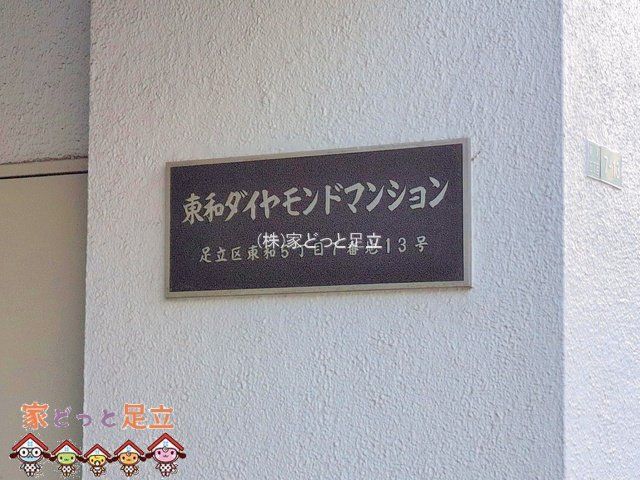 東和ダイヤモンドマンション
(株)家どっと足立
足立区東和5丁目 番 13号
家どっと足立